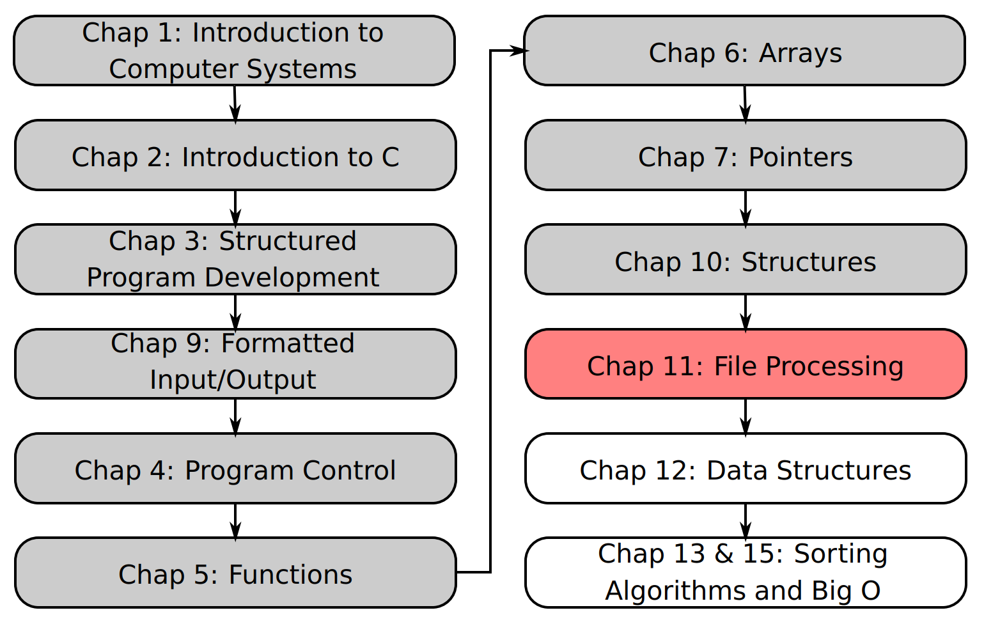 Chap 1: Introduction to
Computer Systems
Chap 2: Introduction to C
Chap 3: Structured
Program Development
Chap 9: Formatted
Input/Output
Chap 4: Program Control
Chap 5: Functions
Chap 6: Arrays
Chap 7: Pointers
Chap 10: Structures
Chap 11: File Processing
Chap 12: Data Structures
Chap 13 & 15: Sorting
Algorithms and Big O